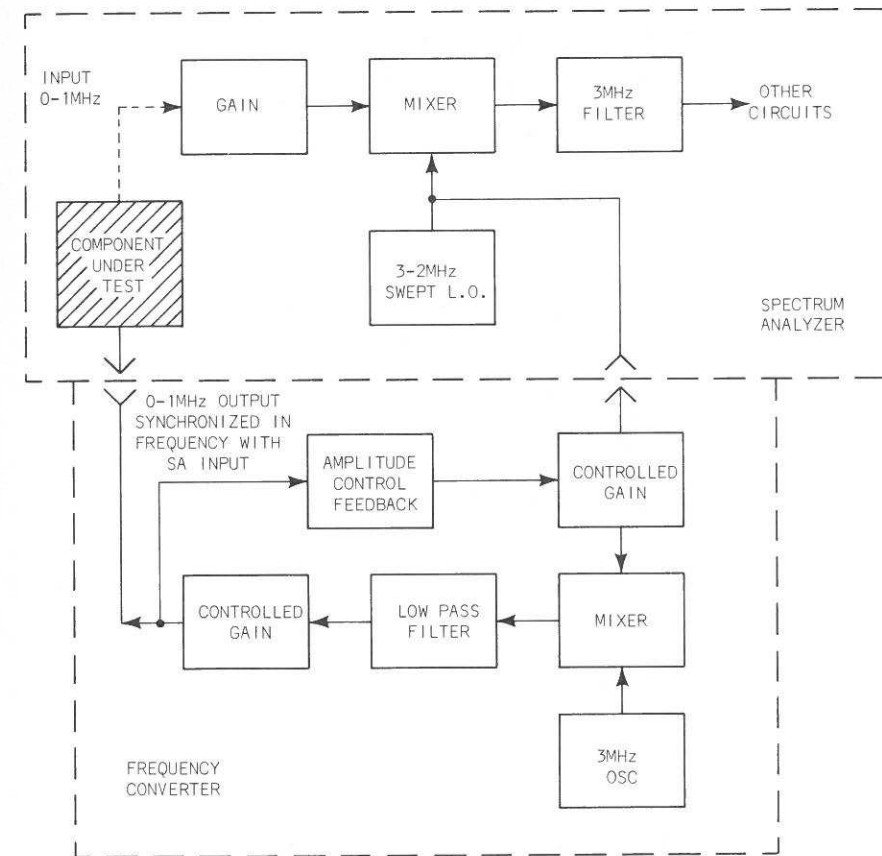 INPUT
0-1MHz
GAIN
MIXER
3MHz
FILTER
OTHER
CIRCUITS
COMPONENT
UNDER
TEST
3-2MHz
SWEPT L.O.
SPECTRUM
ANALYZER
0-1MHz OUTPUT
SYNCHRONIZED IN
FREQUENCY WITH
SA INPUT
AMPLITUDE
CONTROL
FEEDBACK
CONTROLLED
GAIN
CONTROLLED
GAIN
LOW PASS
FILTER
MIXER
3MHz
OSC
FREQUENCY
CONVERTER